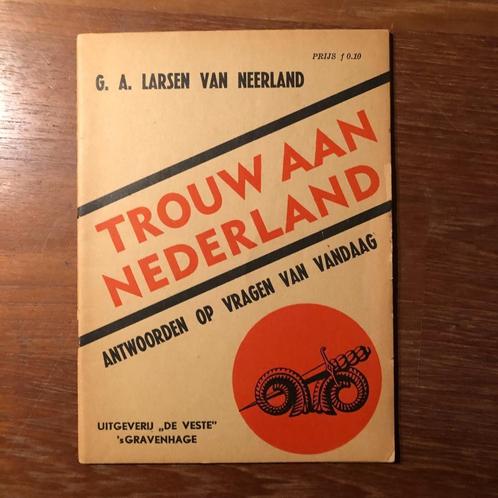 PRIJS f 0.10
G. A. LARSEN VAN NEERLAND
TROUW AAN
NEDERLAND
ANTWOORDEN OP VRAGEN VAN VANDAAG
UITGEVERIJ „DE VESTE”
'sGRAVENHAGE